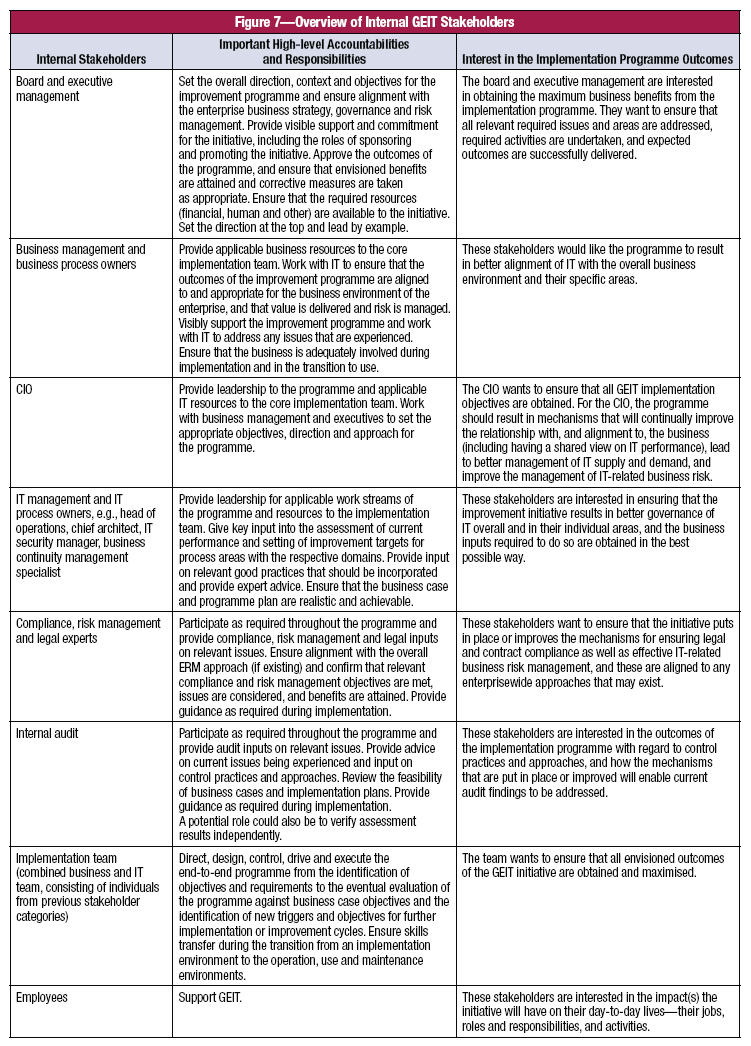 Figure 7—Overview of Internal GEIT Stakeholders
Internal Stakeholders
Important High-level Accountabilities
and Responsibilities
Interest in the Implementation Programme Outcomes
Board and executive
management
Set the overall direction, context and objectives for the
improvement programme and ensure alignment with
the enterprise business strategy, governance and risk
management. Provide visible support and commitment
for the initiative, including the roles of sponsoring
and promoting the initiative. Approve the outcomes of
the programme, and ensure that envisioned benefits
are attained and corrective measures are taken
as appropriate. Ensure that the required resources
(financial, human and other) are available to the initiative.
Set the direction at the top and lead by example.
The board and executive management are interested
in obtaining the maximum business benefits from the
implementation programme. They want to ensure that
all relevant required issues and areas are addressed,
required activities are undertaken, and expected
outcomes are successfully delivered.
Business management and
business process owners
Provide applicable business resources to the core
implementation team. Work with IT to ensure that the
outcomes of the improvement programme are aligned
to and appropriate for the business environment of the
enterprise, and that value is delivered and risk is managed.
Visibly support the improvement programme and work
with IT to address any issues that are experienced.
Ensure that the business is adequately involved during
implementation and in the transition to use.
These stakeholders would like the programme to result
in better alignment of IT with the overall business
environment and their specific areas.
CIO
Provide leadership to the programme and applicable
IT resources to the core implementation team. Work
with business management and executives to set the
appropriate objectives, direction and approach for
the programme.
The CIO wants to ensure that all GEIT implementation
objectives are obtained. For the CIO, the programme
should result in mechanisms that will continually improve
the relationship with, and alignment to, the business
(including having a shared view on IT performance), lead
to better management of IT supply and demand, and
improve the management of IT-related business risk.
IT management and IT
process owners, e.g., head of
operations, chief architect, IT
security manager, business
continuity management
specialist
Provide leadership for applicable work streams of
the programme and resources to the implementation
team. Give key input into the assessment of current
performance and setting of improvement targets for
process areas with the respective domains. Provide input
on relevant good practices that should be incorporated
and provide expert advice. Ensure that the business case
and programme plan are realistic and achievable.
These stakeholders are interested in ensuring that the
improvement initiative results in better governance of
IT overall and in their individual areas, and the business
inputs required to do so are obtained in the best
possible way.
Compliance, risk management
and legal experts
Participate as required throughout the programme and
provide compliance, risk management and legal inputs
on relevant issues. Ensure alignment with the overall
ERM approach (if existing) and confirm that relevant
compliance and risk management objectives are met,
issues are considered, and benefits are attained. Provide
guidance as required during implementation.
These stakeholders want to ensure that the initiative puts
in place or improves the mechanisms for ensuring legal
and contract compliance as well as effective IT-related
business risk management, and these are aligned to any
enterprisewide approaches that may exist.
Internal audit
Participate as required throughout the programme and
provide audit inputs on relevant issues. Provide advice
on current issues being experienced and input on
control practices and approaches. Review the feasibility
of business cases and implementation plans. Provide
guidance as required during implementation.
A potential role could also be to verify assessment
results independently.
These stakeholders are interested in the outcomes of
the implementation programme with regard to control
practices and approaches, and how the mechanisms
that are put in place or improved will enable current
audit findings to be addressed.
Implementation team
(combined business and IT
team, consisting of individuals
from previous stakeholder
categories)
Direct, design, control, drive and execute the
end-to-end program from the identification of
objectives and requirements to the eventual evaluation of
the programme against business case objectives and the
identification of new triggers and objectives for further
implementation or improvement cycles. Ensure skills
transfer during the transition from an implementation
environment to the operation, use and maintenance
environments.
The team wants to ensure that all envisioned outcomes
of the GEIT initiative are obtained and maximised.
Employees
Support GEIT.
These stakeholders are interested in the impact(s) the
initiative will have on their day-to-day lives—their jobs,
roles and responsibilities, and activities.